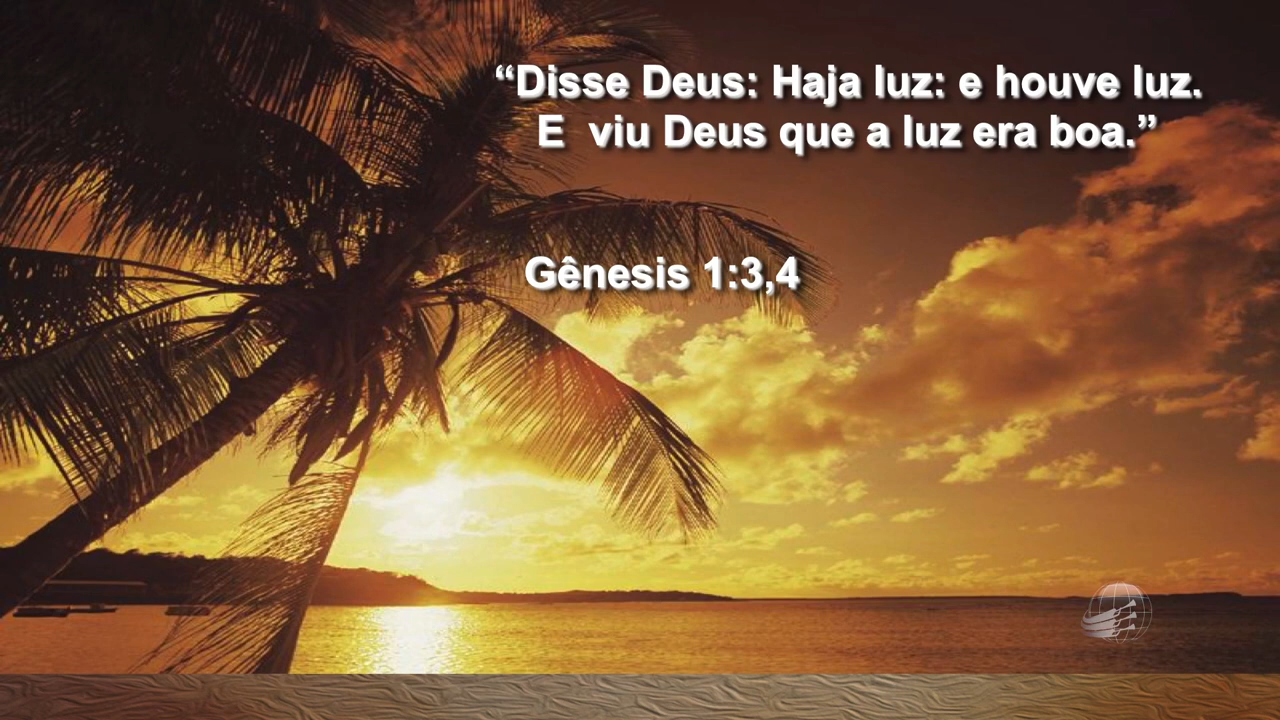 “Disse Deus: Haja luz: e houve luz.
E  viu Deus que a luz era boa.”
Gênesis 1:3,4